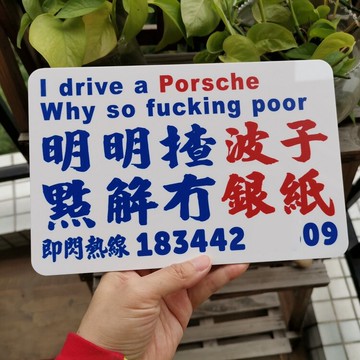 I drive a Porsche
Why so fucking poor
明明揸波子
點解冇銀紙
即閃熱線 183442 09